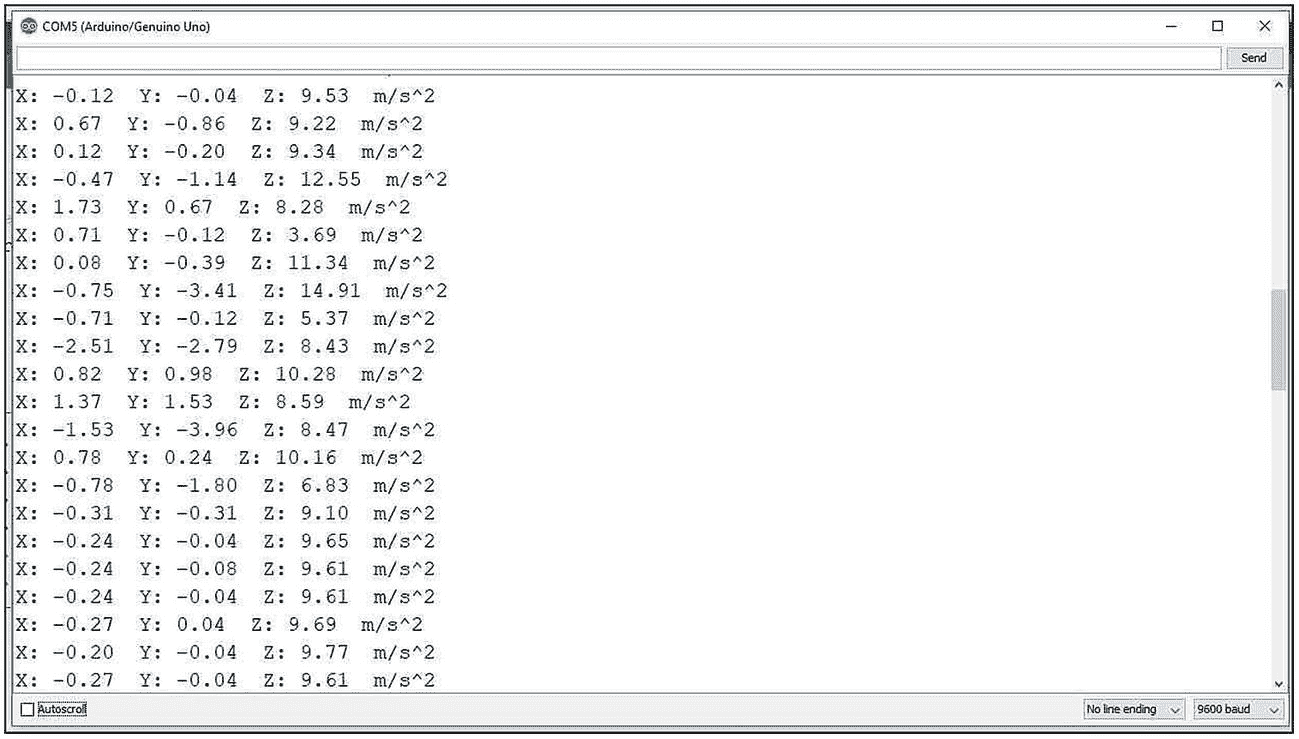 COM5 (Arduino/Genuino Uno)
Send
X: -0.12  Y: -0.04  Z: 9.53  m/s^2
X: 0.67  Y: -0.86  Z: 9.22  m/s^2
X: 0.12  Y: -0.20  Z: 9.34  m/s^2
X: -0.47  Y: -1.14  Z: 12.55  m/s^2
X: 1.73  Y: 0.67  Z: 8.28  m/s^2
X: 0.71  Y: -0.12  Z: 3.69  m/s^2
X: 0.08  Y: -0.39  Z: 11.34  m/s^2
X: -0.75  Y: -3.41  Z: 14.91  m/s^2
X: -0.71  Y: -0.12  Z: 5.37  m/s^2
X: -2.51  Y: -2.79  Z: 8.43  m/s^2
X: 0.82  Y: 0.98  Z: 10.28  m/s^2
X: 1.37  Y: 1.53  Z: 8.59  m/s^2
X: -1.53  Y: -3.96  Z: 8.47  m/s^2
X: 0.78  Y: 0.24  Z: 10.16  m/s^2
X: -0.78  Y: -1.80  Z: 6.83  m/s^2
X: -0.31  Y: -0.31  Z: 9.10  m/s^2
X: -0.24  Y: -0.04  Z: 9.65  m/s^2
X: -0.24  Y: -0.08  Z: 9.61  m/s^2
X: -0.24  Y: -0.04  Z: 9.61  m/s^2
X: -0.27  Y: 0.04  Z: 9.69  m/s^2
X: -0.20  Y: -0.04  Z: 9.77  m/s^2
X: -0.27  Y: -0.04  Z: 9.61  m/s^2
Autoscroll No line ending 9600 baud